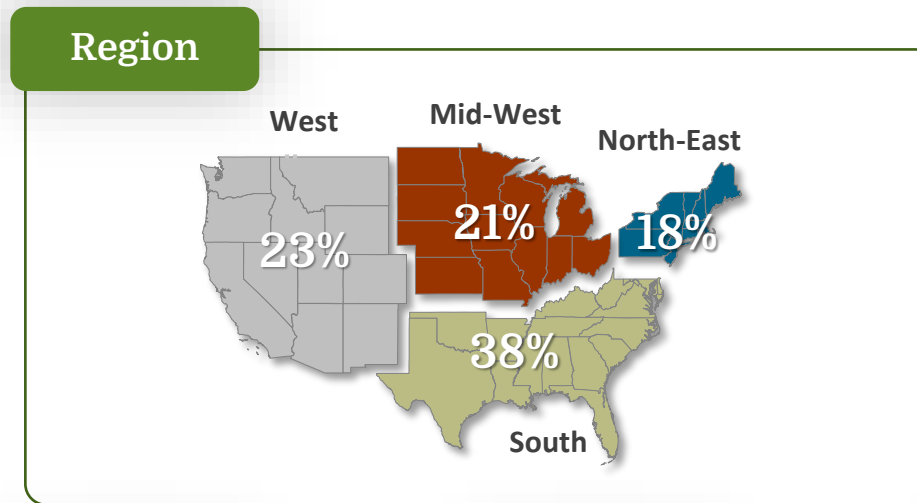 Region
West
Mid-West
North-East
23%
21%
18%
38%
South